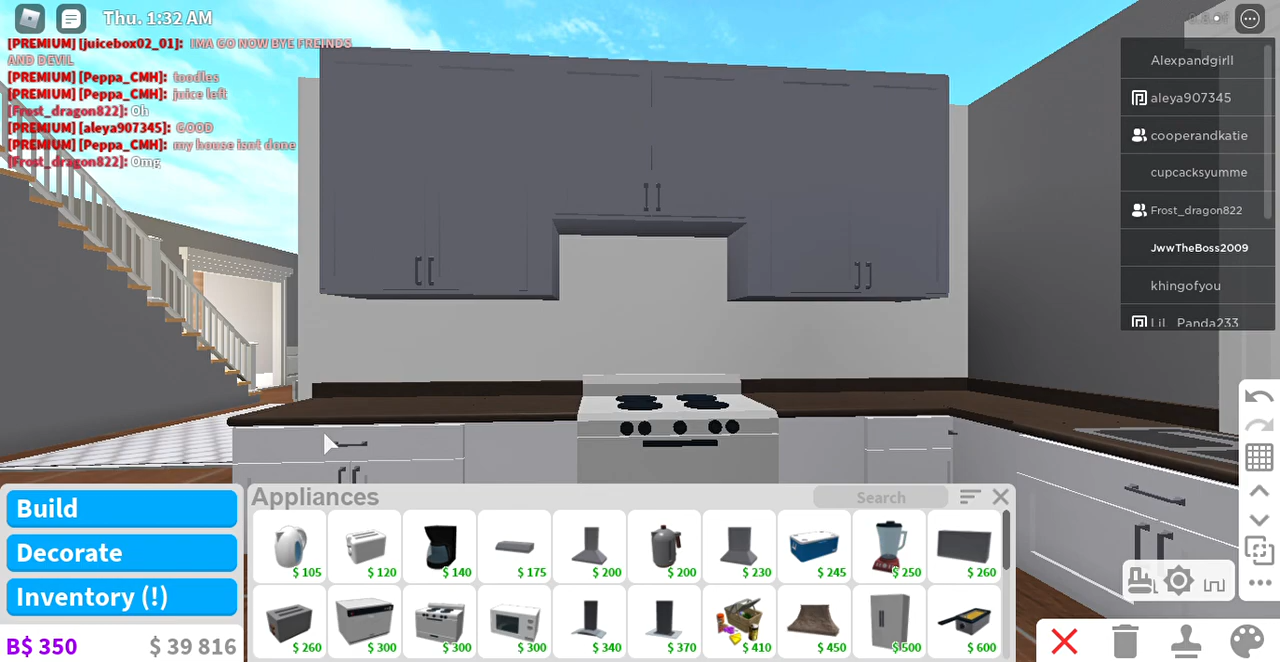 Thu. 1:32 AM
[PREMIUM] [juicebox02_01]: IMA GO NOW BYE FREINDS
AND DEVIL
[PREMIUM] [Peppa_CMH]: toodles
[PREMIUM] [Peppa_CMH]: juice left
[Frost_dragon822]: Oh
[PREMIUM] [aleya907345]: GOOD
[PREMIUM] [Peppa_CMH]: my house isnt done
[Frost_dragon822]: Omg
Alexpandgirll
aleya907345
cooperandkatie
cupcacksyumme
Frost_dragon822
JwwTheBoss2009
khingofyou
Lil_Panda233
Build
Decorate
Inventory (!)
B$ 350 $ 39 816
Appliances Search
$ 105 $ 120 $ 140 $ 175 $ 200 $ 200 $ 230 $ 245 $ 250 $ 260
$ 260 $ 300 $ 300 $ 300 $ 340 $ 370 $ 410 $ 450 $ 500 $ 600